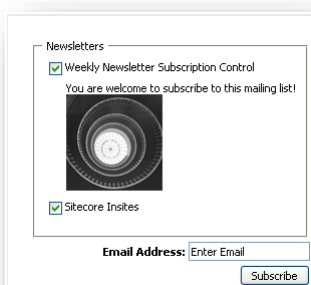 Newsletters
Weekly Newsletter Subscription Control
You are welcome to subscribe to this mailing list!
Sitecore Insites
Email Address: Enter Email
Subscribe